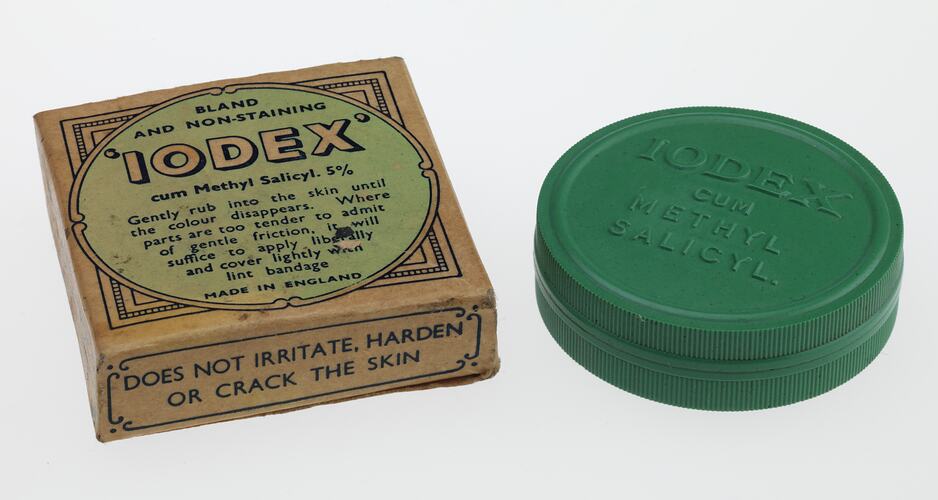 BLAND
AND NON-STAINING
'IODEX'
cum Methyl Salicyl. 5%
Gently rub into the skin until
the colour disappears. Where
parts are too tender to admit
of gentle friction, it will
suffice to apply liberally
and cover lightly with
lint bandage
MADE IN ENGLAND
DOES NOT IRRITATE, HARDEN
OR CRACK THE SKIN
IODEX
CUM
METHYL
SALICYL.